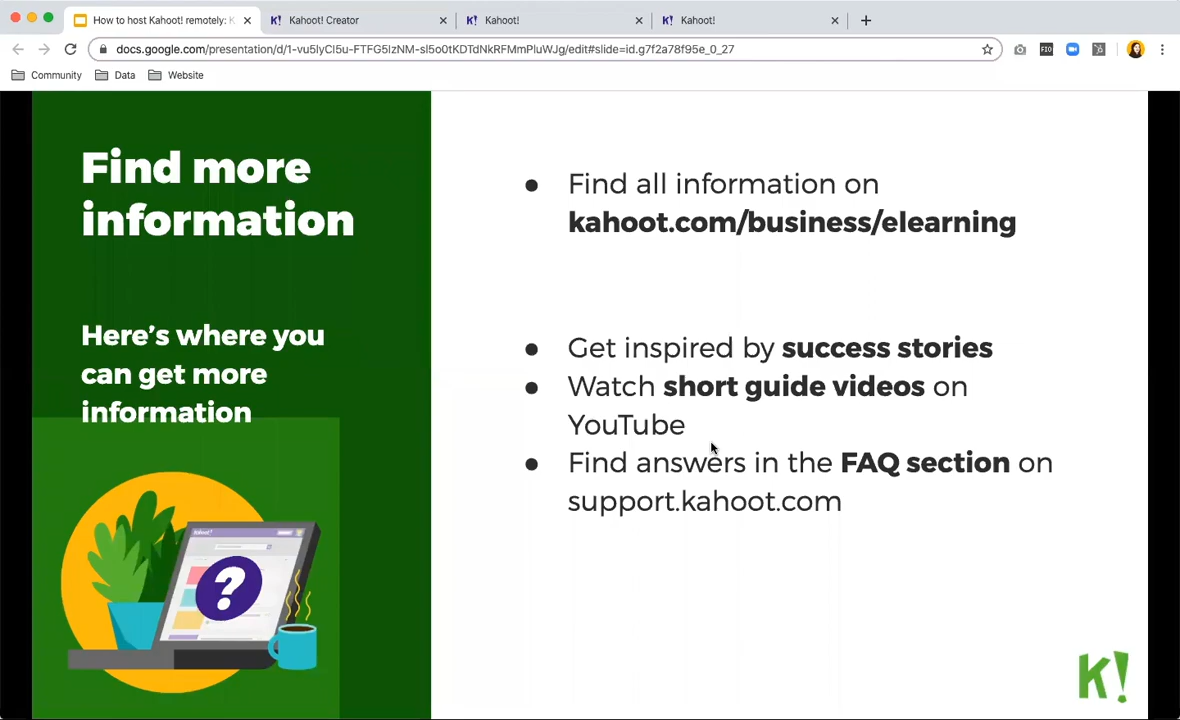 How to host Kahoot! remotely: K
Kahoot! Creator
Kahoot!
Kahoot!
docs.google.com/presentation/d/1-vu5lyCl5u-FTFG5IzNM-sl5o0tKDTdNkRFMmPluWJg/edit#slide=id.g7f2a78f95e_0_27
FIO
Community
Data
Website
Find more
information
Here's where you
can get more
information
● Find all information on
kahoot.com/business/elearning
● Get inspired by success stories
● Watch short guide videos on
YouTube
● Find answers in the FAQ section on
support.kahoot.com
Kahoot!
?
K!